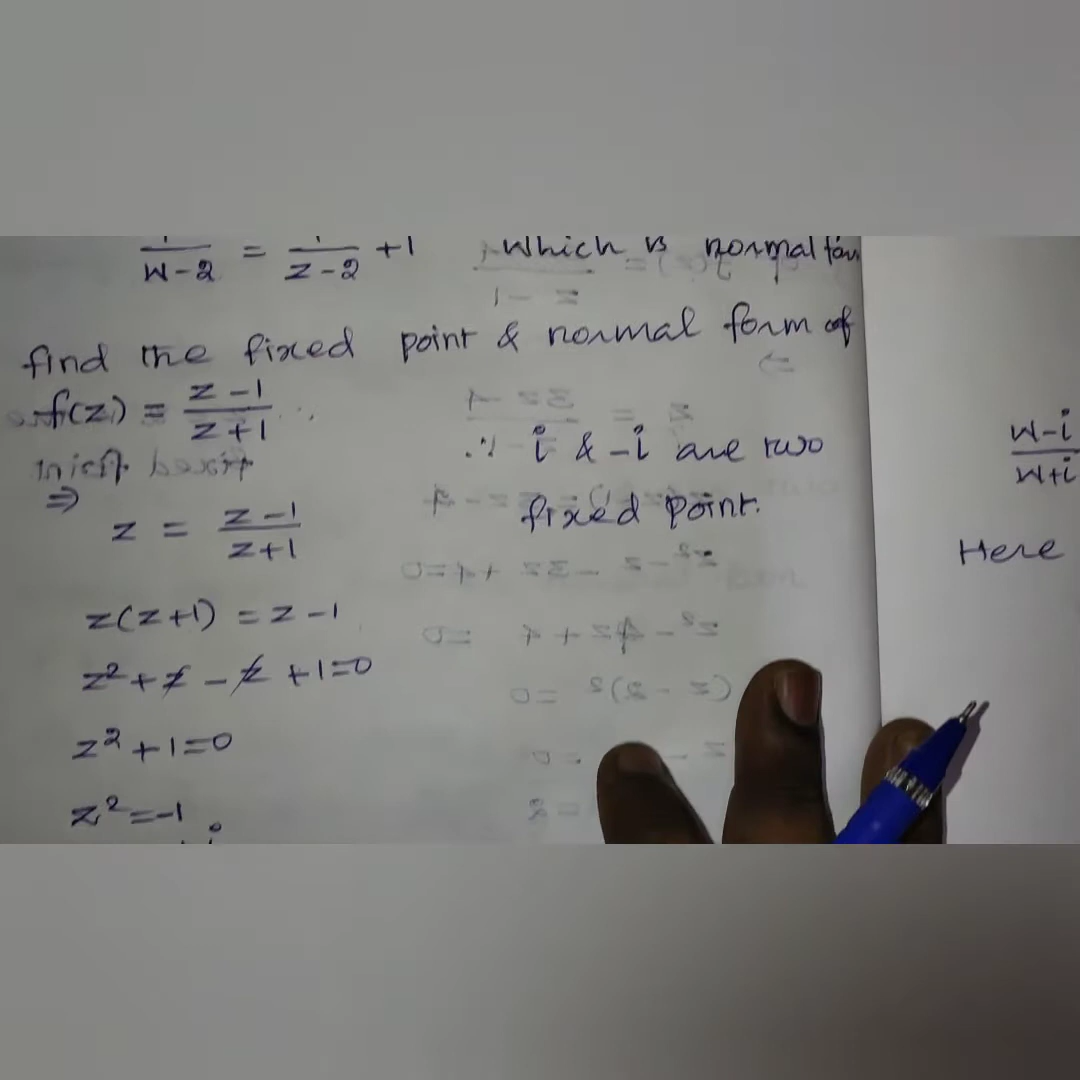 1/(w-2) = 1/(z-2) + 1 which is normal
find the fixed point & normal form of
f(z) = (z-1)/(z+1)
⇒
z = (z-1)/(z+1)
z(z+1) = z-1
z² + z - z + 1=0
z² + 1=0
z² = -1
i
∴ i & -i are two
fixed point.
(w-i)/(w+i)
Here